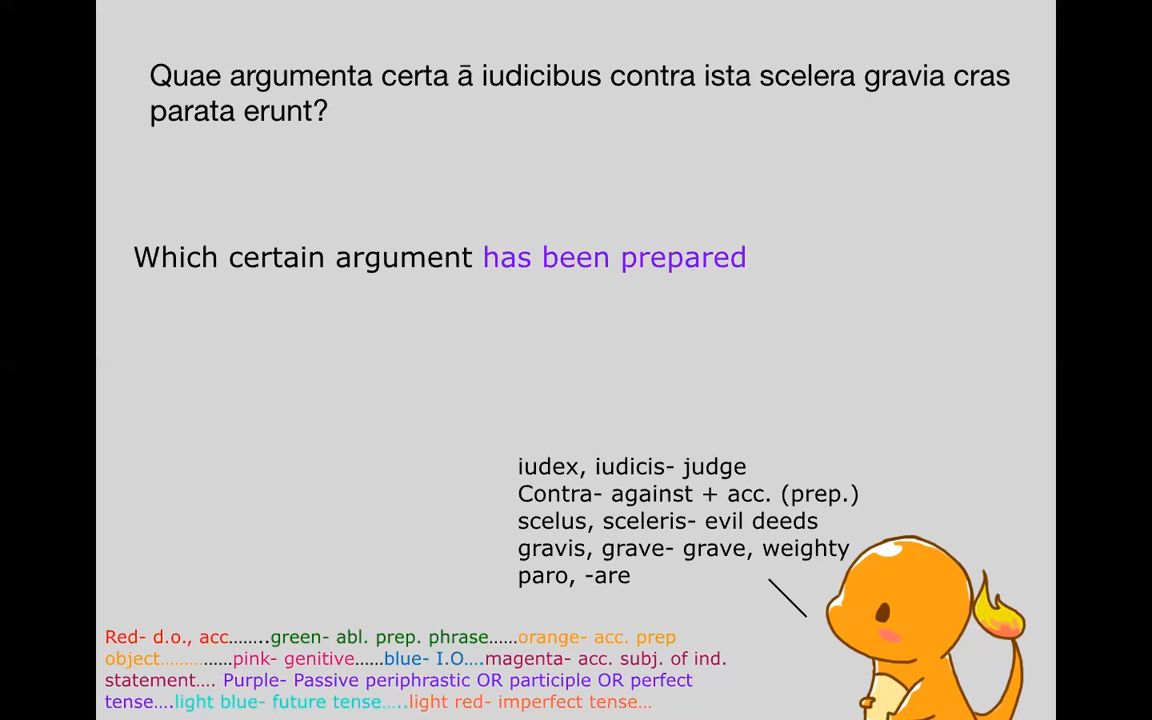 Quae argumenta certa ā iudicibus contra ista scelera gravia cras
parata erunt?
Which certain argument has been prepared
iudex, iudicis- judge
Contra- against + acc. (prep.)
scelus, sceleris- evil deeds
gravis, grave- grave, weighty
paro, -are
Red- d.o., acc……..green- abl. prep. phrase……orange- acc. prep
object…………….pink- genitive……blue- I.O….magenta- acc. subj. of ind.
statement…. Purple- Passive periphrastic OR participle OR perfect
tense….light blue- future tense…..light red- imperfect tense…